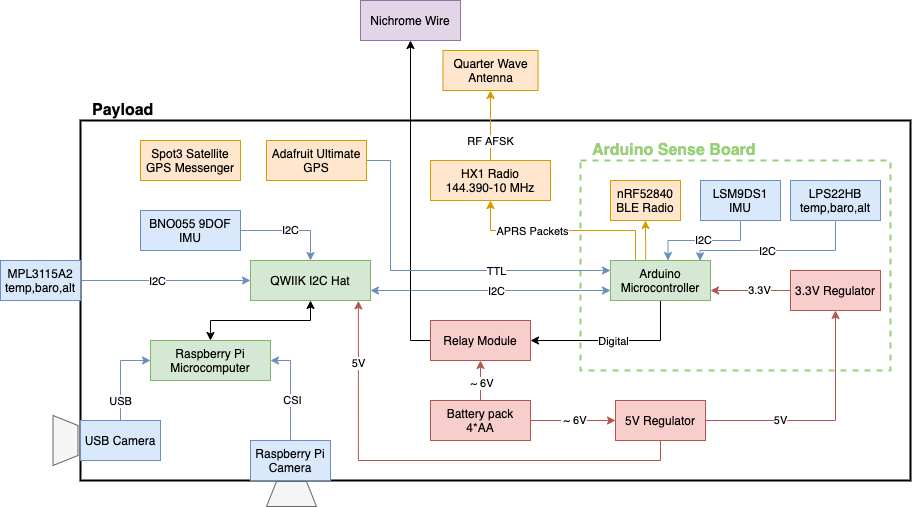 Nichrome Wire
Quarter Wave
Antenna
Payload
RF AFSK
Arduino Sense Board
Spot3 Satellite
GPS Messenger
Adafruit Ultimate
GPS
HX1 Radio
144.390-10 MHz
nRF52840
BLE Radio
LSM9DS1
IMU
LPS22HB
temp,baro,alt
BNO055 9DOF
IMU
I2C
APRS Packets
I2C
I2C
MPL3115A2
temp,baro,alt
I2C
QWIIK I2C Hat
TTL
I2C
Arduino
Microcontroller
3.3V
3.3V Regulator
Raspberry Pi
Microcomputer
5V
Relay Module
Digital
~ 6V
USB
CSI
Battery pack
4*AA
~ 6V
5V Regulator
5V
USB Camera
Raspberry Pi
Camera